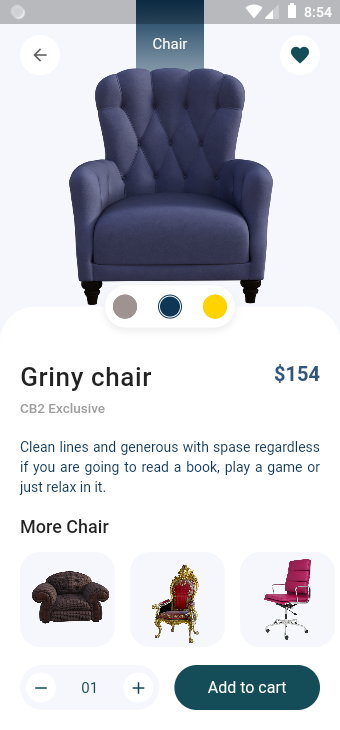 8:54
Chair
Griny chair
$154
CB2 Exclusive
Clean lines and generous with spase regardless
if you are going to read a book, play a game or
just relax in it.
More Chair
01
Add to cart